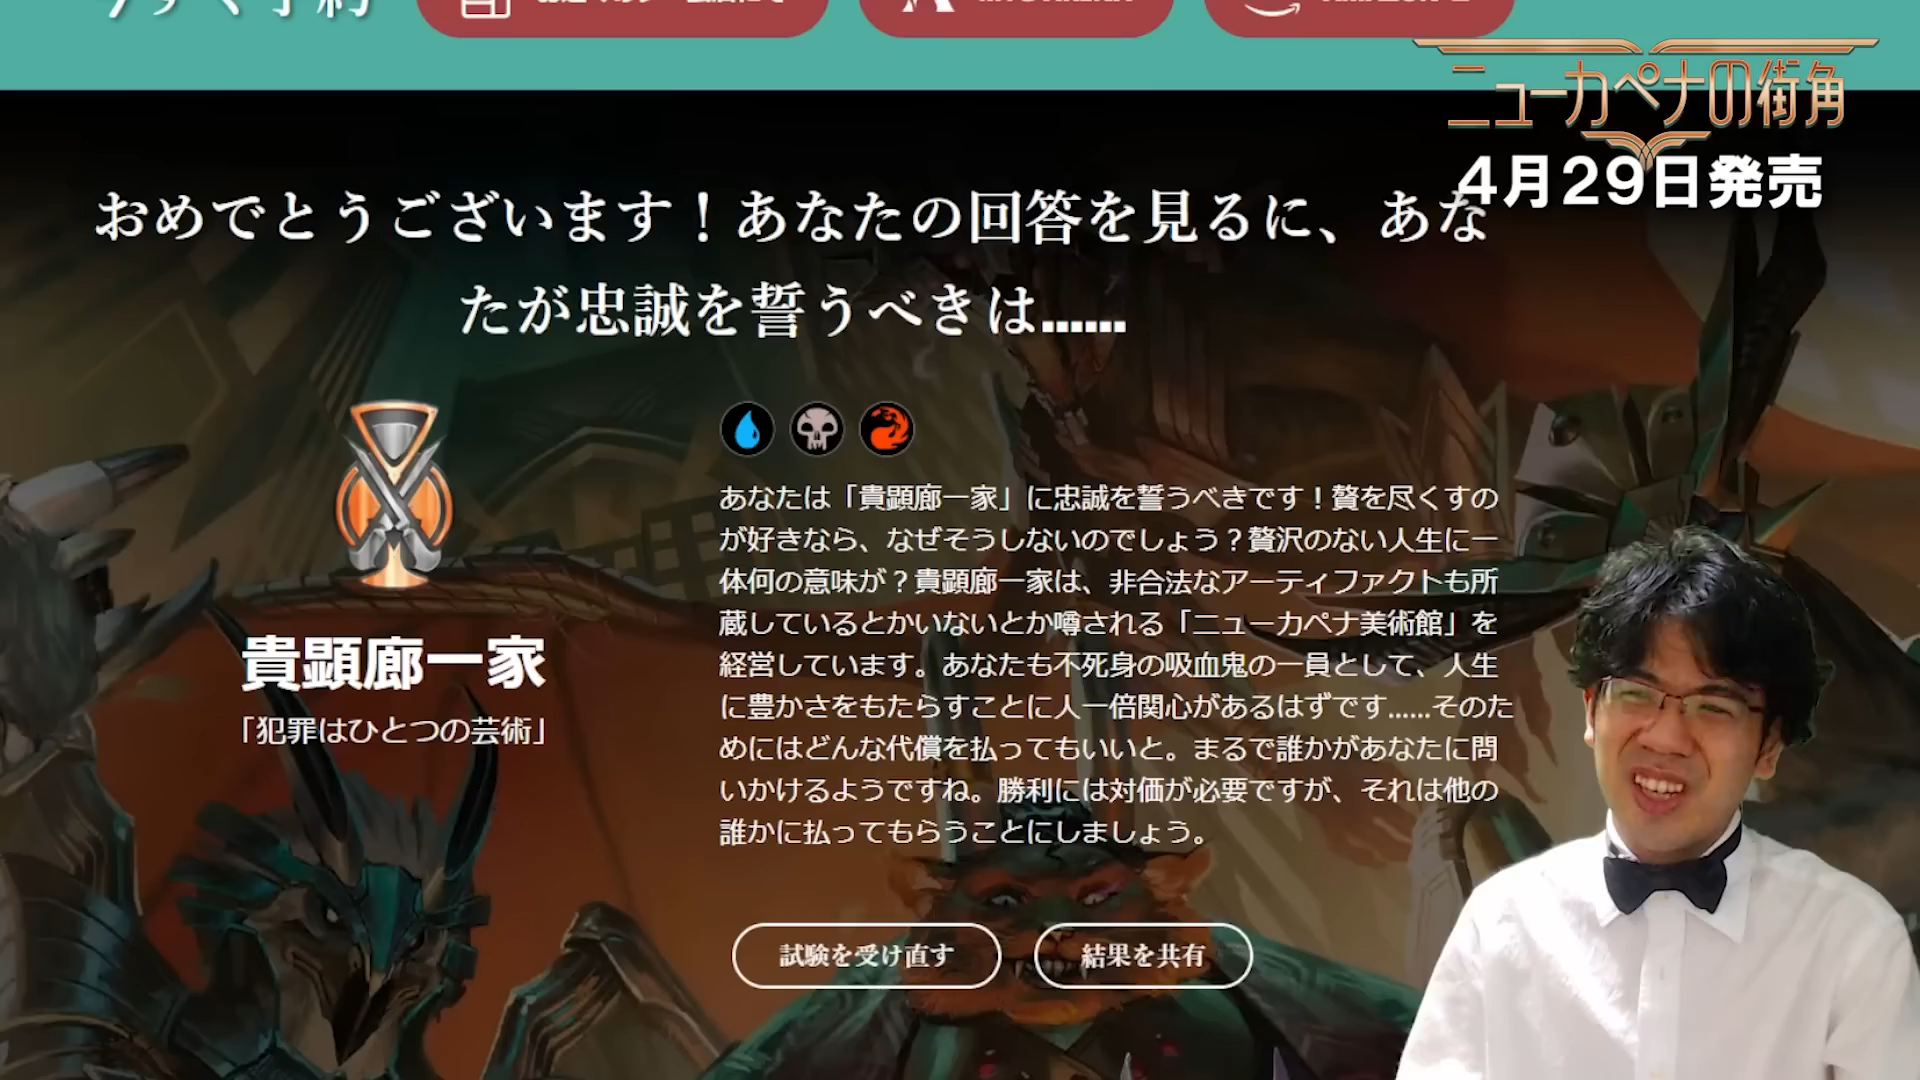 ニューカペナの街角
4月29日発売
おめでとうございます！あなたの回答を見るに、あな
たが忠誠を誓うべきは......
貴顕廊一家
「犯罪はひとつの芸術」
あなたは「貴顕廊一家」に忠誠を誓うべきです！贅を尽くすの
が好きなら、なぜそうしないのでしょう？贅沢のない人生に一
体何の意味が？貴顕廊一家は、非合法なアーティファクトも所
蔵しているとかいないとか噂される「ニューカペナ美術館」を
経営しています。あなたも不死身の吸血鬼の一員として、人生
に豊かさをもたらすことに人一倍関心があるはずです......そのた
めにはどんな代償を払ってもいいと。まるで誰かがあなたに問
いかけるようですね。勝利には対価が必要ですが、それは他の
誰かに払ってもらうことにしましょう。
試験を受け直す
結果を共有